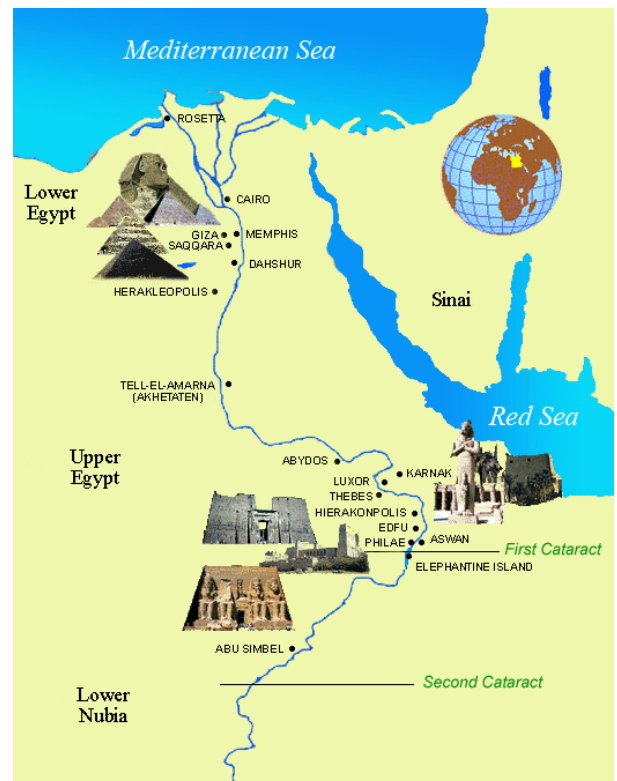 Mediterranean Sea
ROSETTA
Lower
Egypt
CAIRO
GIZA
MEMPHIS
SAQQARA
DAHSHUR
HERAKLEOPOLIS
Sinai
TELL-EL-AMARNA
(AKHETATEN)
Red Sea
Upper
Egypt
ABYDOS
KARNAK
LUXOR
THEBES
HIERAKONPOLIS
EDFU
PHILAE
ASWAN
First Cataract
ELEPHANTINE ISLAND
ABU SIMBEL
Second Cataract
Lower
Nubia